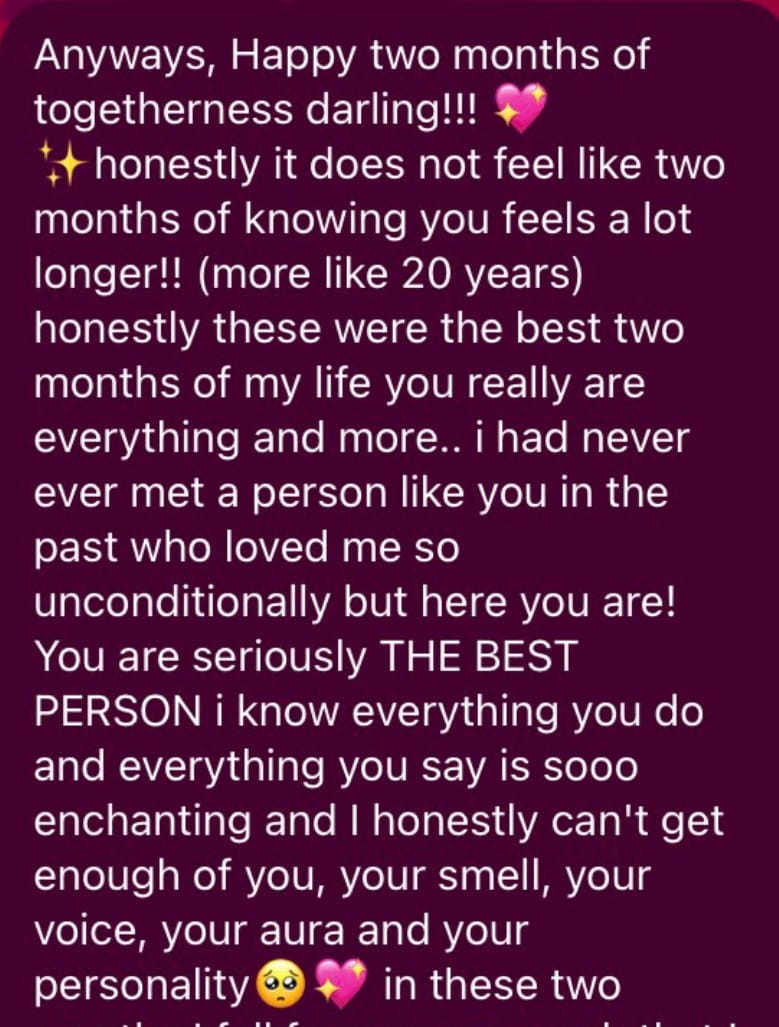 Anyways, Happy two months of
togetherness darling!!! 💖
✨honestly it does not feel like two
months of knowing you feels a lot
longer!! (more like 20 years)
honestly these were the best two
months of my life you really are
everything and more.. i had never
ever met a person like you in the
past who loved me so
unconditionally but here you are!
You are seriously THE BEST
PERSON i know everything you do
and everything you say is sooo
enchanting and I honestly can't get
enough of you, your smell, your
voice, your aura and your
personality🥺💖 in these two